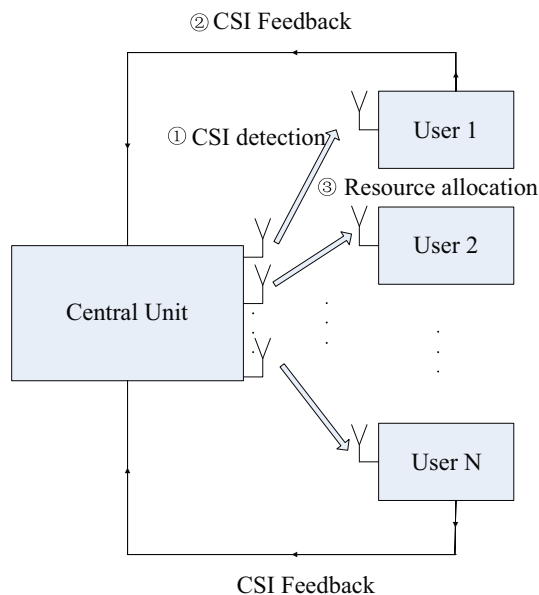 ② CSI Feedback
User 1
① CSI detection
③ Resource allocation
User 2
Central Unit
User N
CSI Feedback